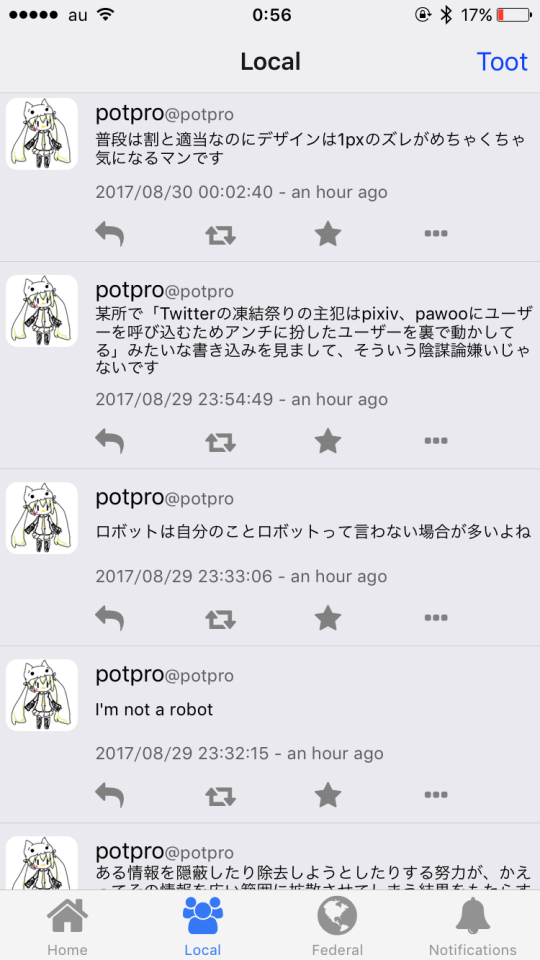 au 0:56 17%
Local Toot
potpro@potpro
普段は割と適当なのにデザインは1pxのズレがめちゃくちゃ
気になるマンです
2017/08/30 00:02:40 - an hour ago
potpro@potpro
某所で「Twitterの凍結祭りの主犯はpixiv、pawooにユーザ
ーを呼び込むためアンチに扮したユーザーを裏で動かして
る」みたいな書き込みを見まして、そういう陰謀論嫌いじゃ
ないです
2017/08/29 23:54:49 - an hour ago
potpro@potpro
ロボットは自分のことロボットって言わない場合が多いよね
2017/08/29 23:33:06 - an hour ago
potpro@potpro
I'm not a robot
2017/08/29 23:32:15 - an hour ago
potpro@potpro
ある情報を隠蔽したり除去しようとしたりする努力が、かえ
ってその情報を広い範囲に拡散させてしまう結果をもたらす
Home Local Federal Notifications